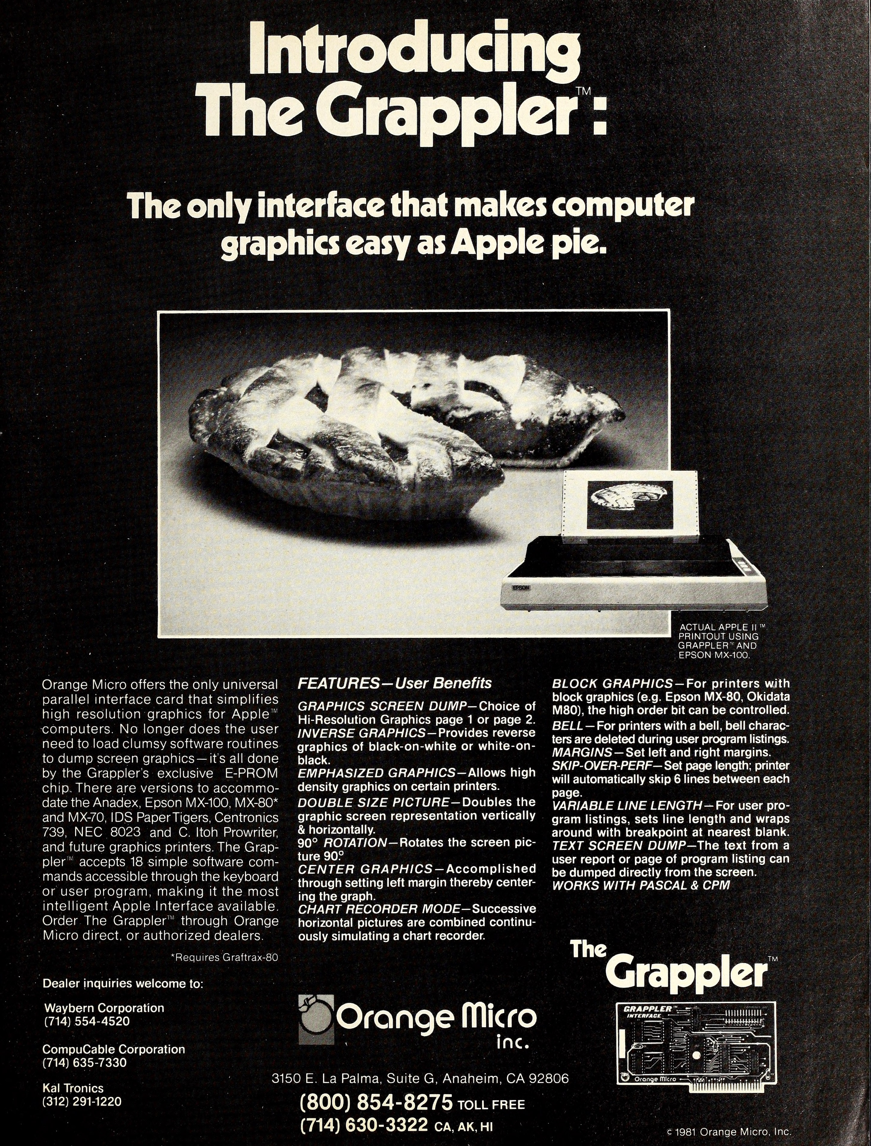 Introducing
The Grappler™:
The only interface that makes computer
graphics easy as Apple pie.
EPSON
ACTUAL APPLE II™
PRINTOUT USING
GRAPPLER™ AND
EPSON MX-100.
Orange Micro offers the only universal
parallel interface card that simplifies
high resolution graphics for Apple™
computers. No longer does the user
need to load clumsy software routines
to dump screen graphics—it's all done
by the Grappler's exclusive E-PROM
chip. There are versions to accommo-
date the Anadex, Epson MX-100, MX-80*
and MX-70, IDS Paper Tigers, Centronics
739, NEC 8023 and C. Itoh Prowriter,
and future graphics printers. The Grap-
pler™ accepts 18 simple software com-
mands accessible through the keyboard
or user program, making it the most
intelligent Apple Interface available.
Order The Grappler™ through Orange
Micro direct, or authorized dealers.
*Requires Graftrax-80
Dealer inquiries welcome to:
Waybern Corporation
(714) 554-4520
CompuCable Corporation
(714) 635-7330
Kal Tronics
(312) 291-1220
FEATURES—User Benefits
GRAPHICS SCREEN DUMP—Choice of
Hi-Resolution Graphics page 1 or page 2.
INVERSE GRAPHICS—Provides reverse
graphics of black-on-white or white-on-
black.
EMPHASIZED GRAPHICS—Allows high
density graphics on certain printers.
DOUBLE SIZE PICTURE—Doubles the
graphic screen representation vertically
& horizontally.
90° ROTATION—Rotates the screen pic-
ture 90°.
CENTER GRAPHICS—Accomplished
through setting left margin thereby center-
ing the graph.
CHART RECORDER MODE—Successive
horizontal pictures are combined continu-
ously simulating a chart recorder.
BLOCK GRAPHICS—For printers with
block graphics (e.g. Epson MX-80, Okidata
M80), the high order bit can be controlled.
BELL—For printers with a bell, bell charac-
ters are deleted during user program listings.
MARGINS—Set left and right margins.
SKIP-OVER-PERF—Set page length; printer
will automatically skip 6 lines between each
page.
VARIABLE LINE LENGTH—For user pro-
gram listings, sets line length and wraps
around with breakpoint at nearest blank.
TEXT SCREEN DUMP—The text from a
user report or page of program listing can
be dumped directly from the screen.
WORKS WITH PASCAL & CPM
The
Grappler™
GRAPPLER™
INTERFACE
Orange Micro
Orange Micro
inc.
3150 E. La Palma, Suite G, Anaheim, CA 92806
(800) 854-8275 TOLL FREE
(714) 630-3322 CA, AK, HI
© 1981 Orange Micro, Inc.